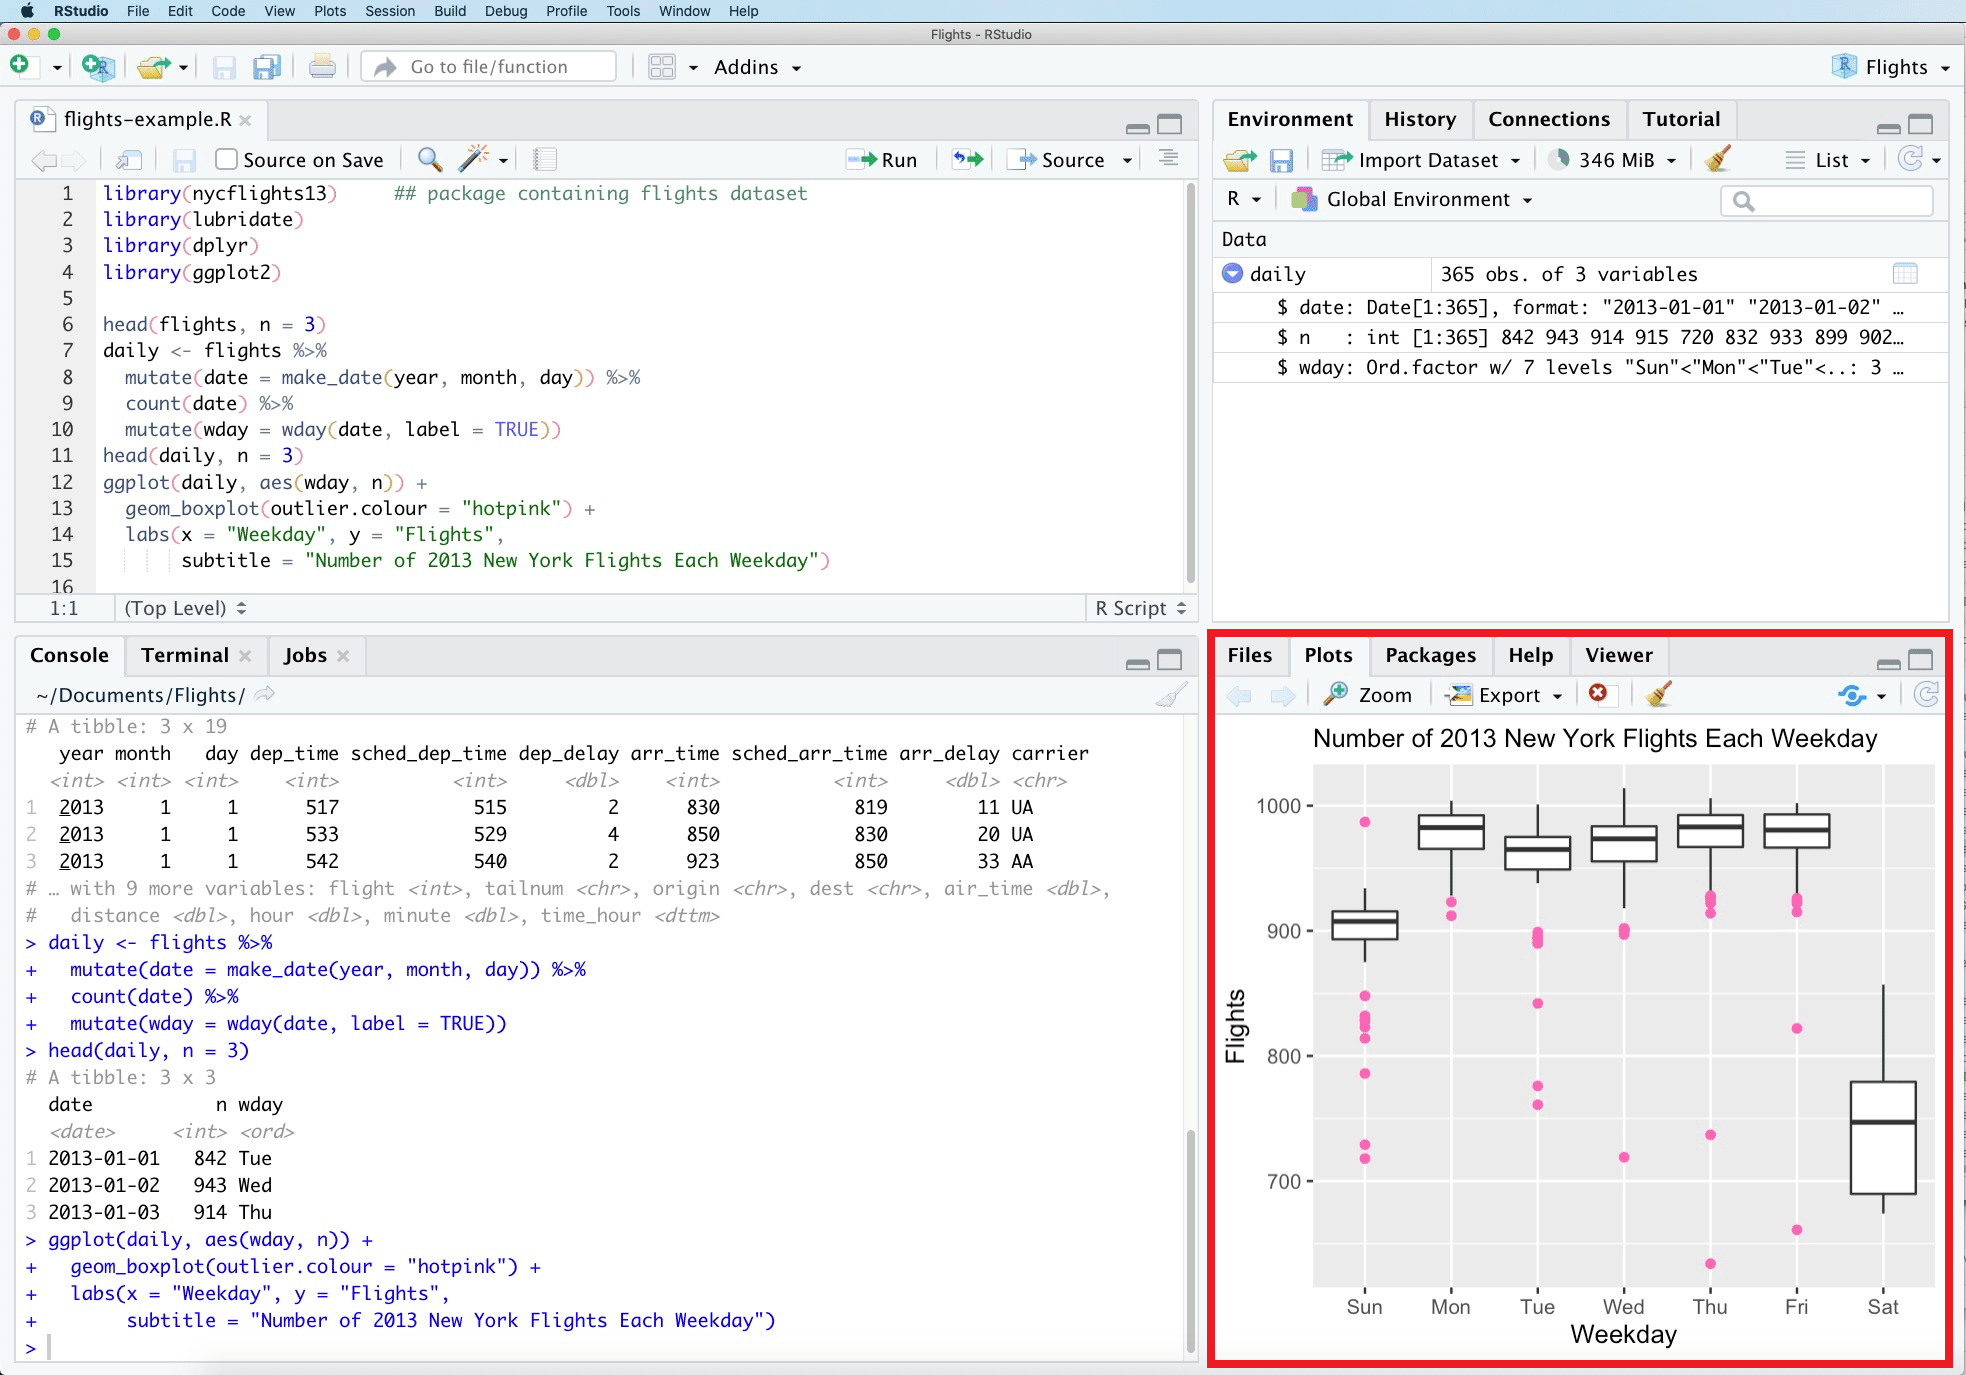 RStudio File Edit Code View Plots Session Build Debug Profile Tools Window Help
Flights - RStudio
Go to file/function Addins Flights
flights-example.R
Source on Save Run Source
1 library(nycflights13)     ## package containing flights dataset
2 library(lubridate)
3 library(dplyr)
4 library(ggplot2)
5
6 head(flights, n = 3)
7 daily <- flights %>%
8   mutate(date = make_date(year, month, day)) %>%
9   count(date) %>%
10   mutate(wday = wday(date, label = TRUE))
11 head(daily, n = 3)
12 ggplot(daily, aes(wday, n)) +
13   geom_boxplot(outlier.colour = "hotpink") +
14   labs(x = "Weekday", y = "Flights",
15        subtitle = "Number of 2013 New York Flights Each Weekday")
16
1:1 (Top Level) R Script
Environment History Connections Tutorial
Import Dataset 346 MiB List
R Global Environment
Data
daily 365 obs. of 3 variables
$ date: Date[1:365], format: "2013-01-01" "2013-01-02" …
$ n   : int [1:365] 842 943 914 915 720 832 933 899 902…
$ wday: Ord.factor w/ 7 levels "Sun"<"Mon"<"Tue"<..: 3 …
Console Terminal Jobs
~/Documents/Flights/
# A tibble: 3 x 19
   year month   day dep_time sched_dep_time dep_delay arr_time sched_arr_time arr_delay carrier
  <int> <int> <int>    <int>          <int>     <dbl>    <int>          <int>     <dbl> <chr>
1  2013     1     1      517            515         2      830            819        11 UA
2  2013     1     1      533            529         4      850            830        20 UA
3  2013     1     1      542            540         2      923            850        33 AA
# … with 9 more variables: flight <int>, tailnum <chr>, origin <chr>, dest <chr>, air_time <dbl>,
#   distance <dbl>, hour <dbl>, minute <dbl>, time_hour <dttm>
> daily <- flights %>%
+   mutate(date = make_date(year, month, day)) %>%
+   count(date) %>%
+   mutate(wday = wday(date, label = TRUE))
> head(daily, n = 3)
# A tibble: 3 x 3
  date           n wday
  <date>     <int> <ord>
1 2013-01-01   842 Tue
2 2013-01-02   943 Wed
3 2013-01-03   914 Thu
> ggplot(daily, aes(wday, n)) +
+   geom_boxplot(outlier.colour = "hotpink") +
+   labs(x = "Weekday", y = "Flights",
+        subtitle = "Number of 2013 New York Flights Each Weekday")
>
Files Plots Packages Help Viewer
Zoom Export
Number of 2013 New York Flights Each Weekday
1000
900
800
700
Flights
Sun Mon Tue Wed Thu Fri Sat
Weekday